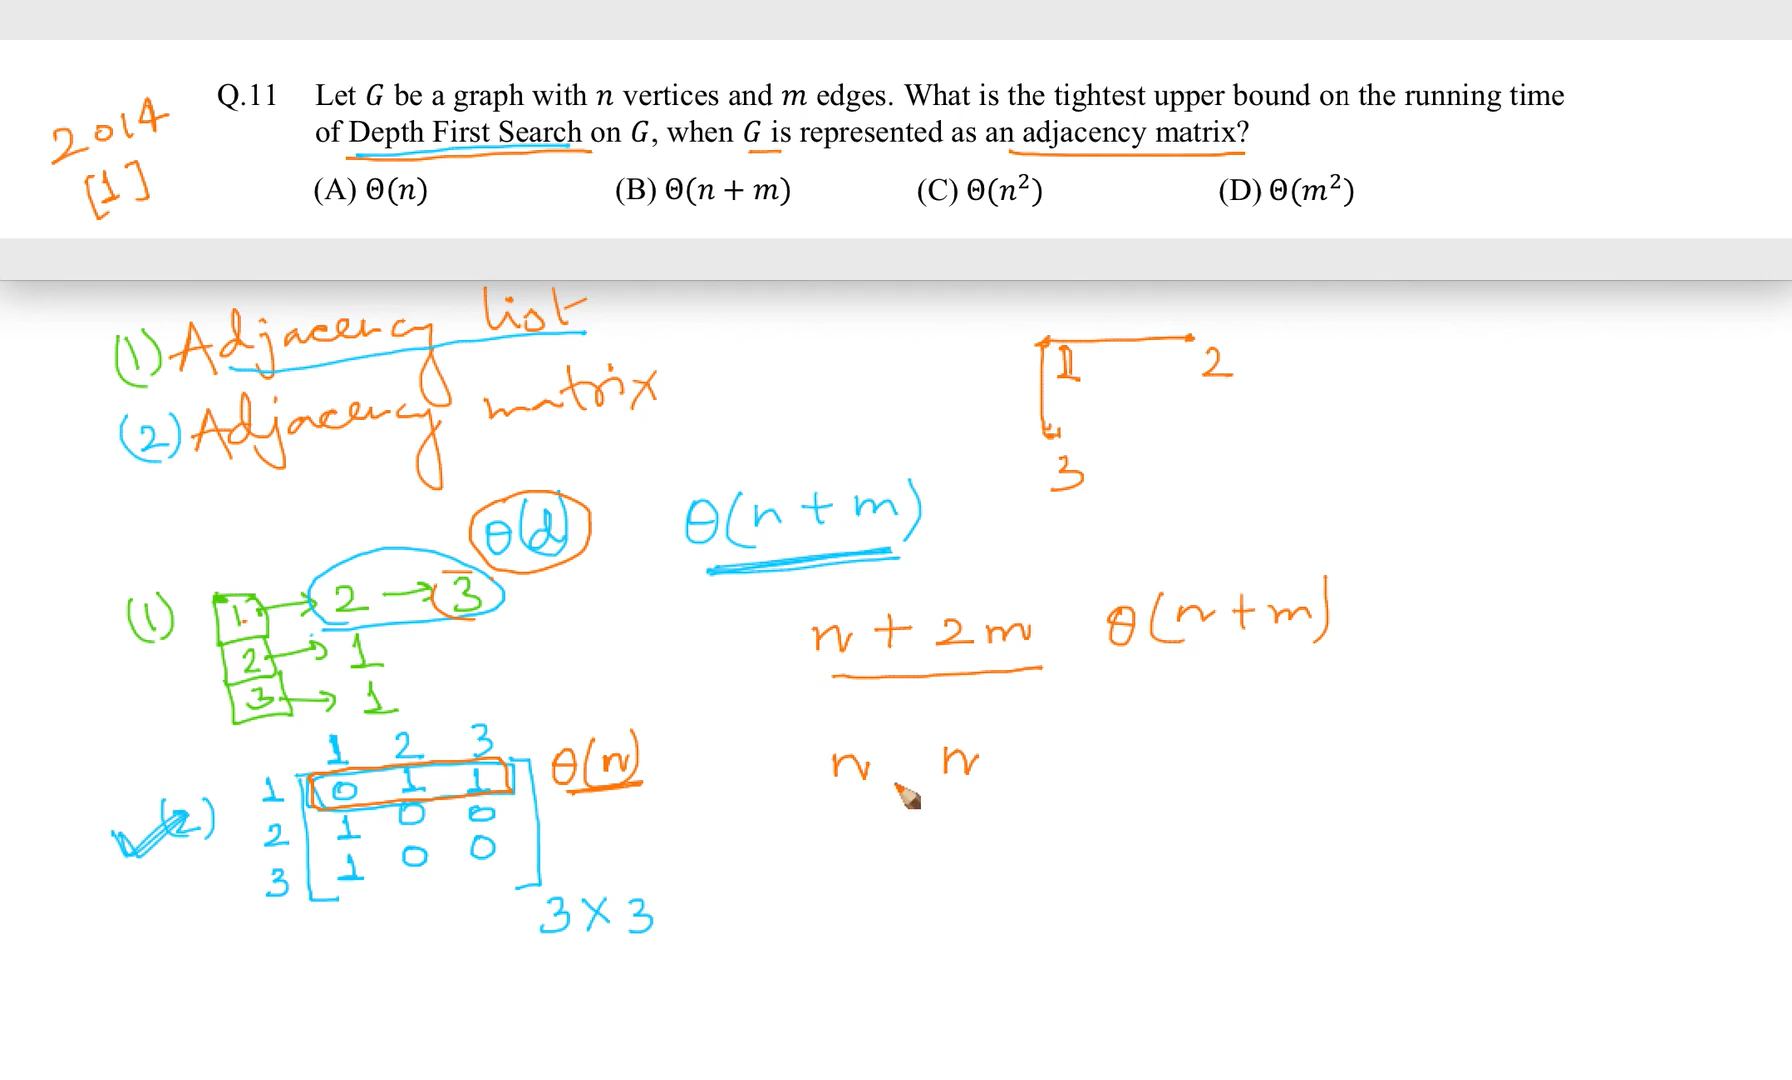 2014
[1]
Q.11 Let G be a graph with n vertices and m edges. What is the tightest upper bound on the running time
of Depth First Search on G, when G is represented as an adjacency matrix?
(A) Θ(n) (B) Θ(n + m) (C) Θ(n²) (D) Θ(m²)
(1) Adjacency list
(2) Adjacency matrix
1 2
3
θ(d) θ(n + m)
(1) 1 → 2 → 3
2 → 1
3 → 1
n + 2m θ(n + m)
1 2 3
1 0 1 1 θ(n)
n n
(2)
2 1 0 0
3 1 0 0
3 × 3